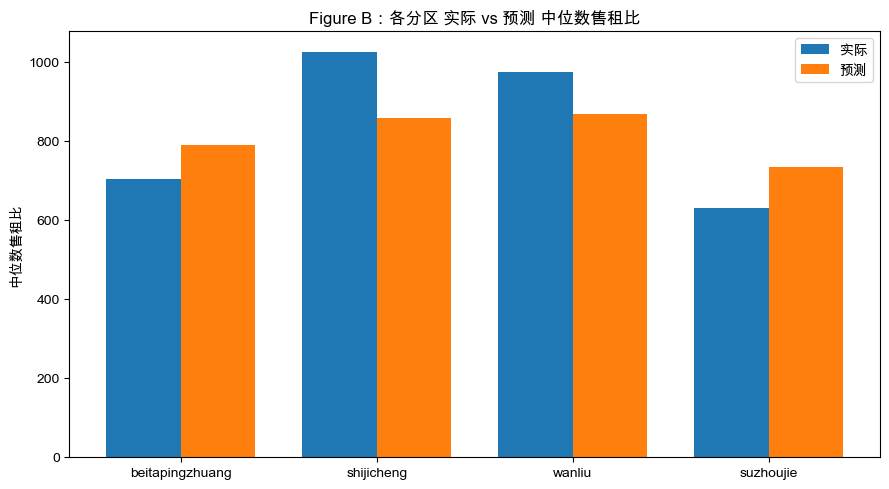 Figure B：各分区 实际 vs 预测 中位数售租比
实际
预测
中位数售租比
1000
800
600
400
200
0
beitapingzhuang
shijicheng
wanliu
suzhoujie